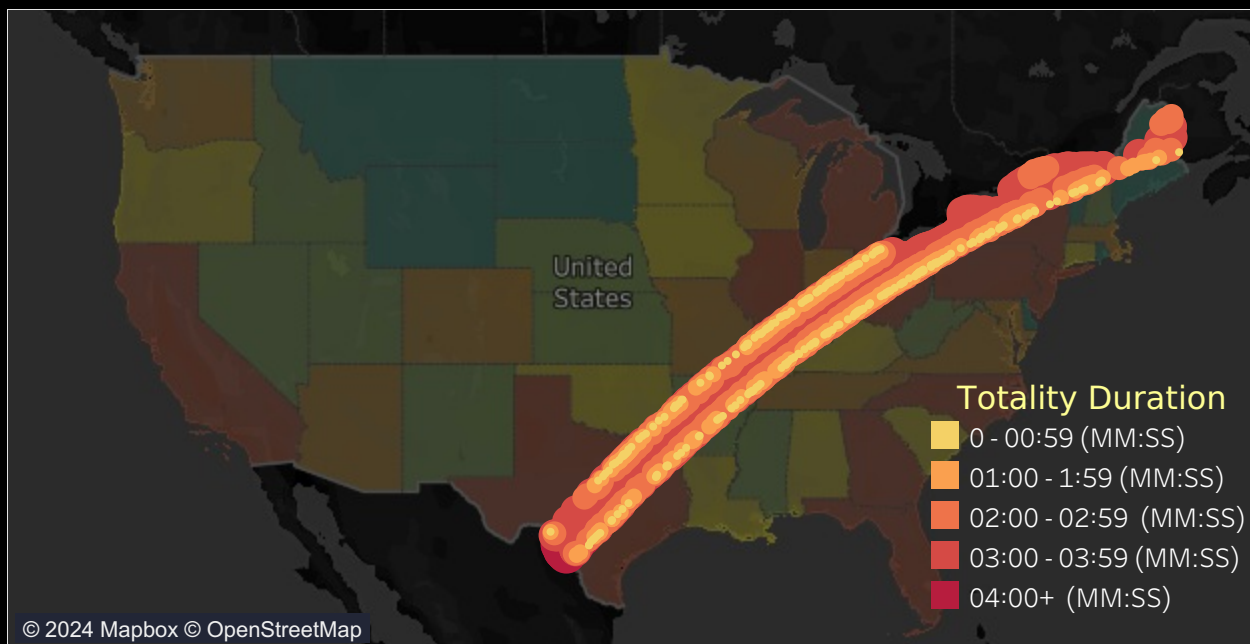 United
States
Totality Duration
0 - 00:59 (MM:SS)
01:00 - 1:59 (MM:SS)
02:00 - 02:59 (MM:SS)
03:00 - 03:59 (MM:SS)
04:00+ (MM:SS)
© 2024 Mapbox © OpenStreetMap